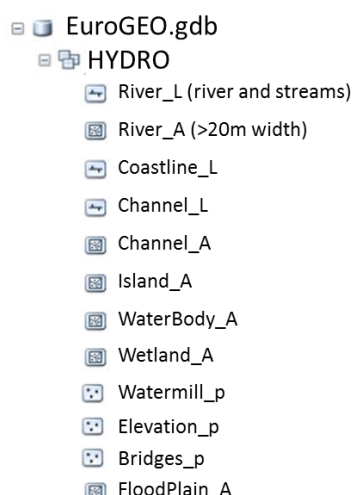 EuroGEO.gdb
HYDRO
River_L (river and streams)
River_A (>20m width)
Coastline_L
Channel_L
Channel_A
Island_A
WaterBody_A
Wetland_A
Watermill_p
Elevation_p
Bridges_p
FloodPlain_A